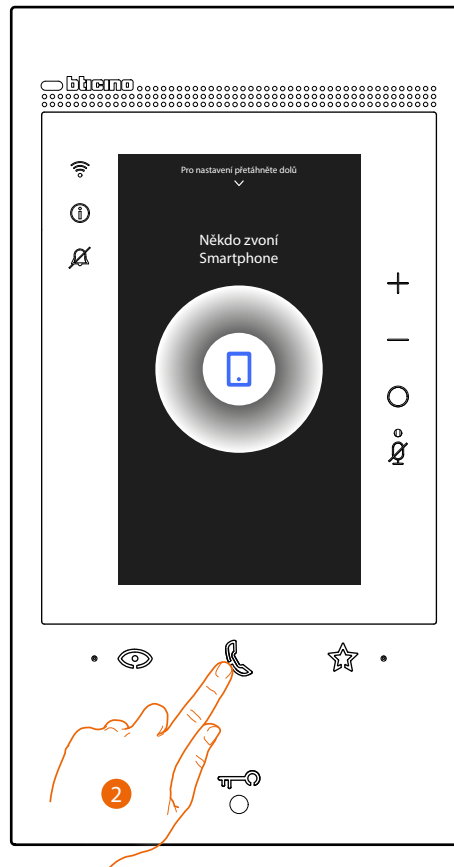 bticino
Pro nastavení přetáhněte dolů
Někdo zvoní
Smartphone
2